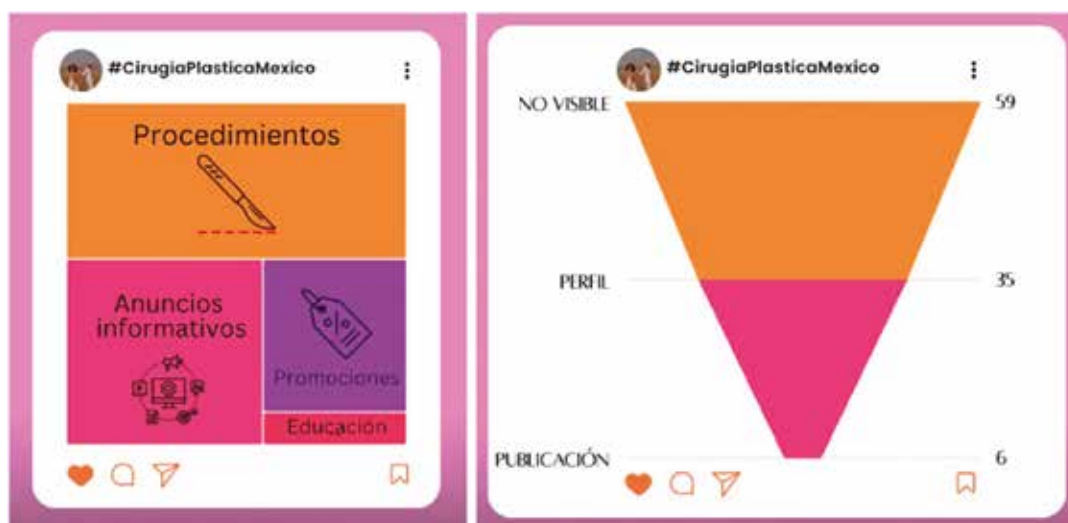 #CirugiaPlasticaMexico
Procedimientos
Anuncios
informativos
%
Promociones
Educación
#CirugiaPlasticaMexico
NO VISIBLE
59
PERFIL
35
PUBLICACIÓN
6